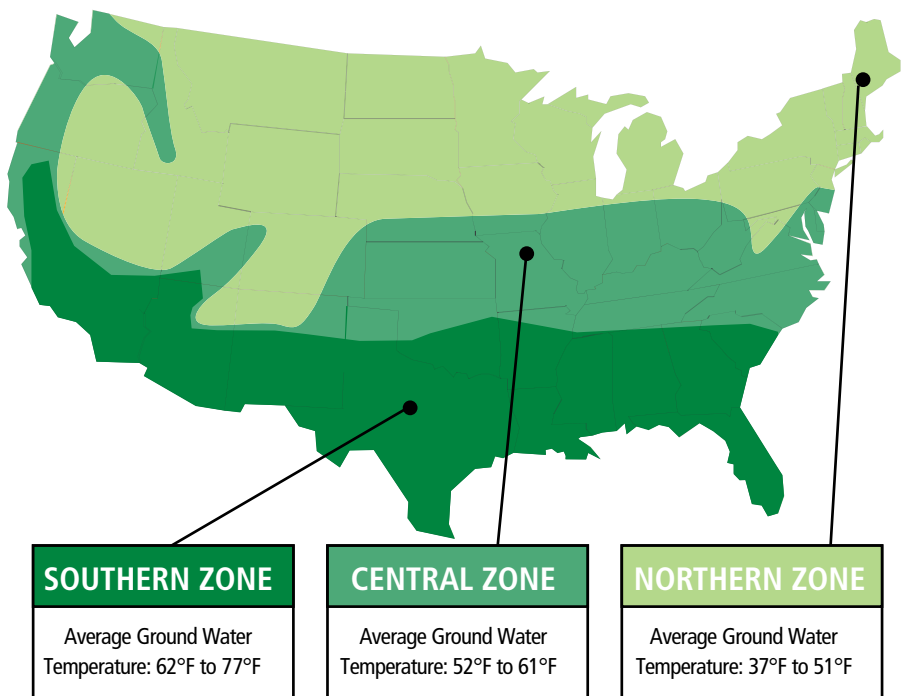 SOUTHERN ZONE
Average Ground Water
Temperature: 62°F to 77°F
CENTRAL ZONE
Average Ground Water
Temperature: 52°F to 61°F
NORTHERN ZONE
Average Ground Water
Temperature: 37°F to 51°F